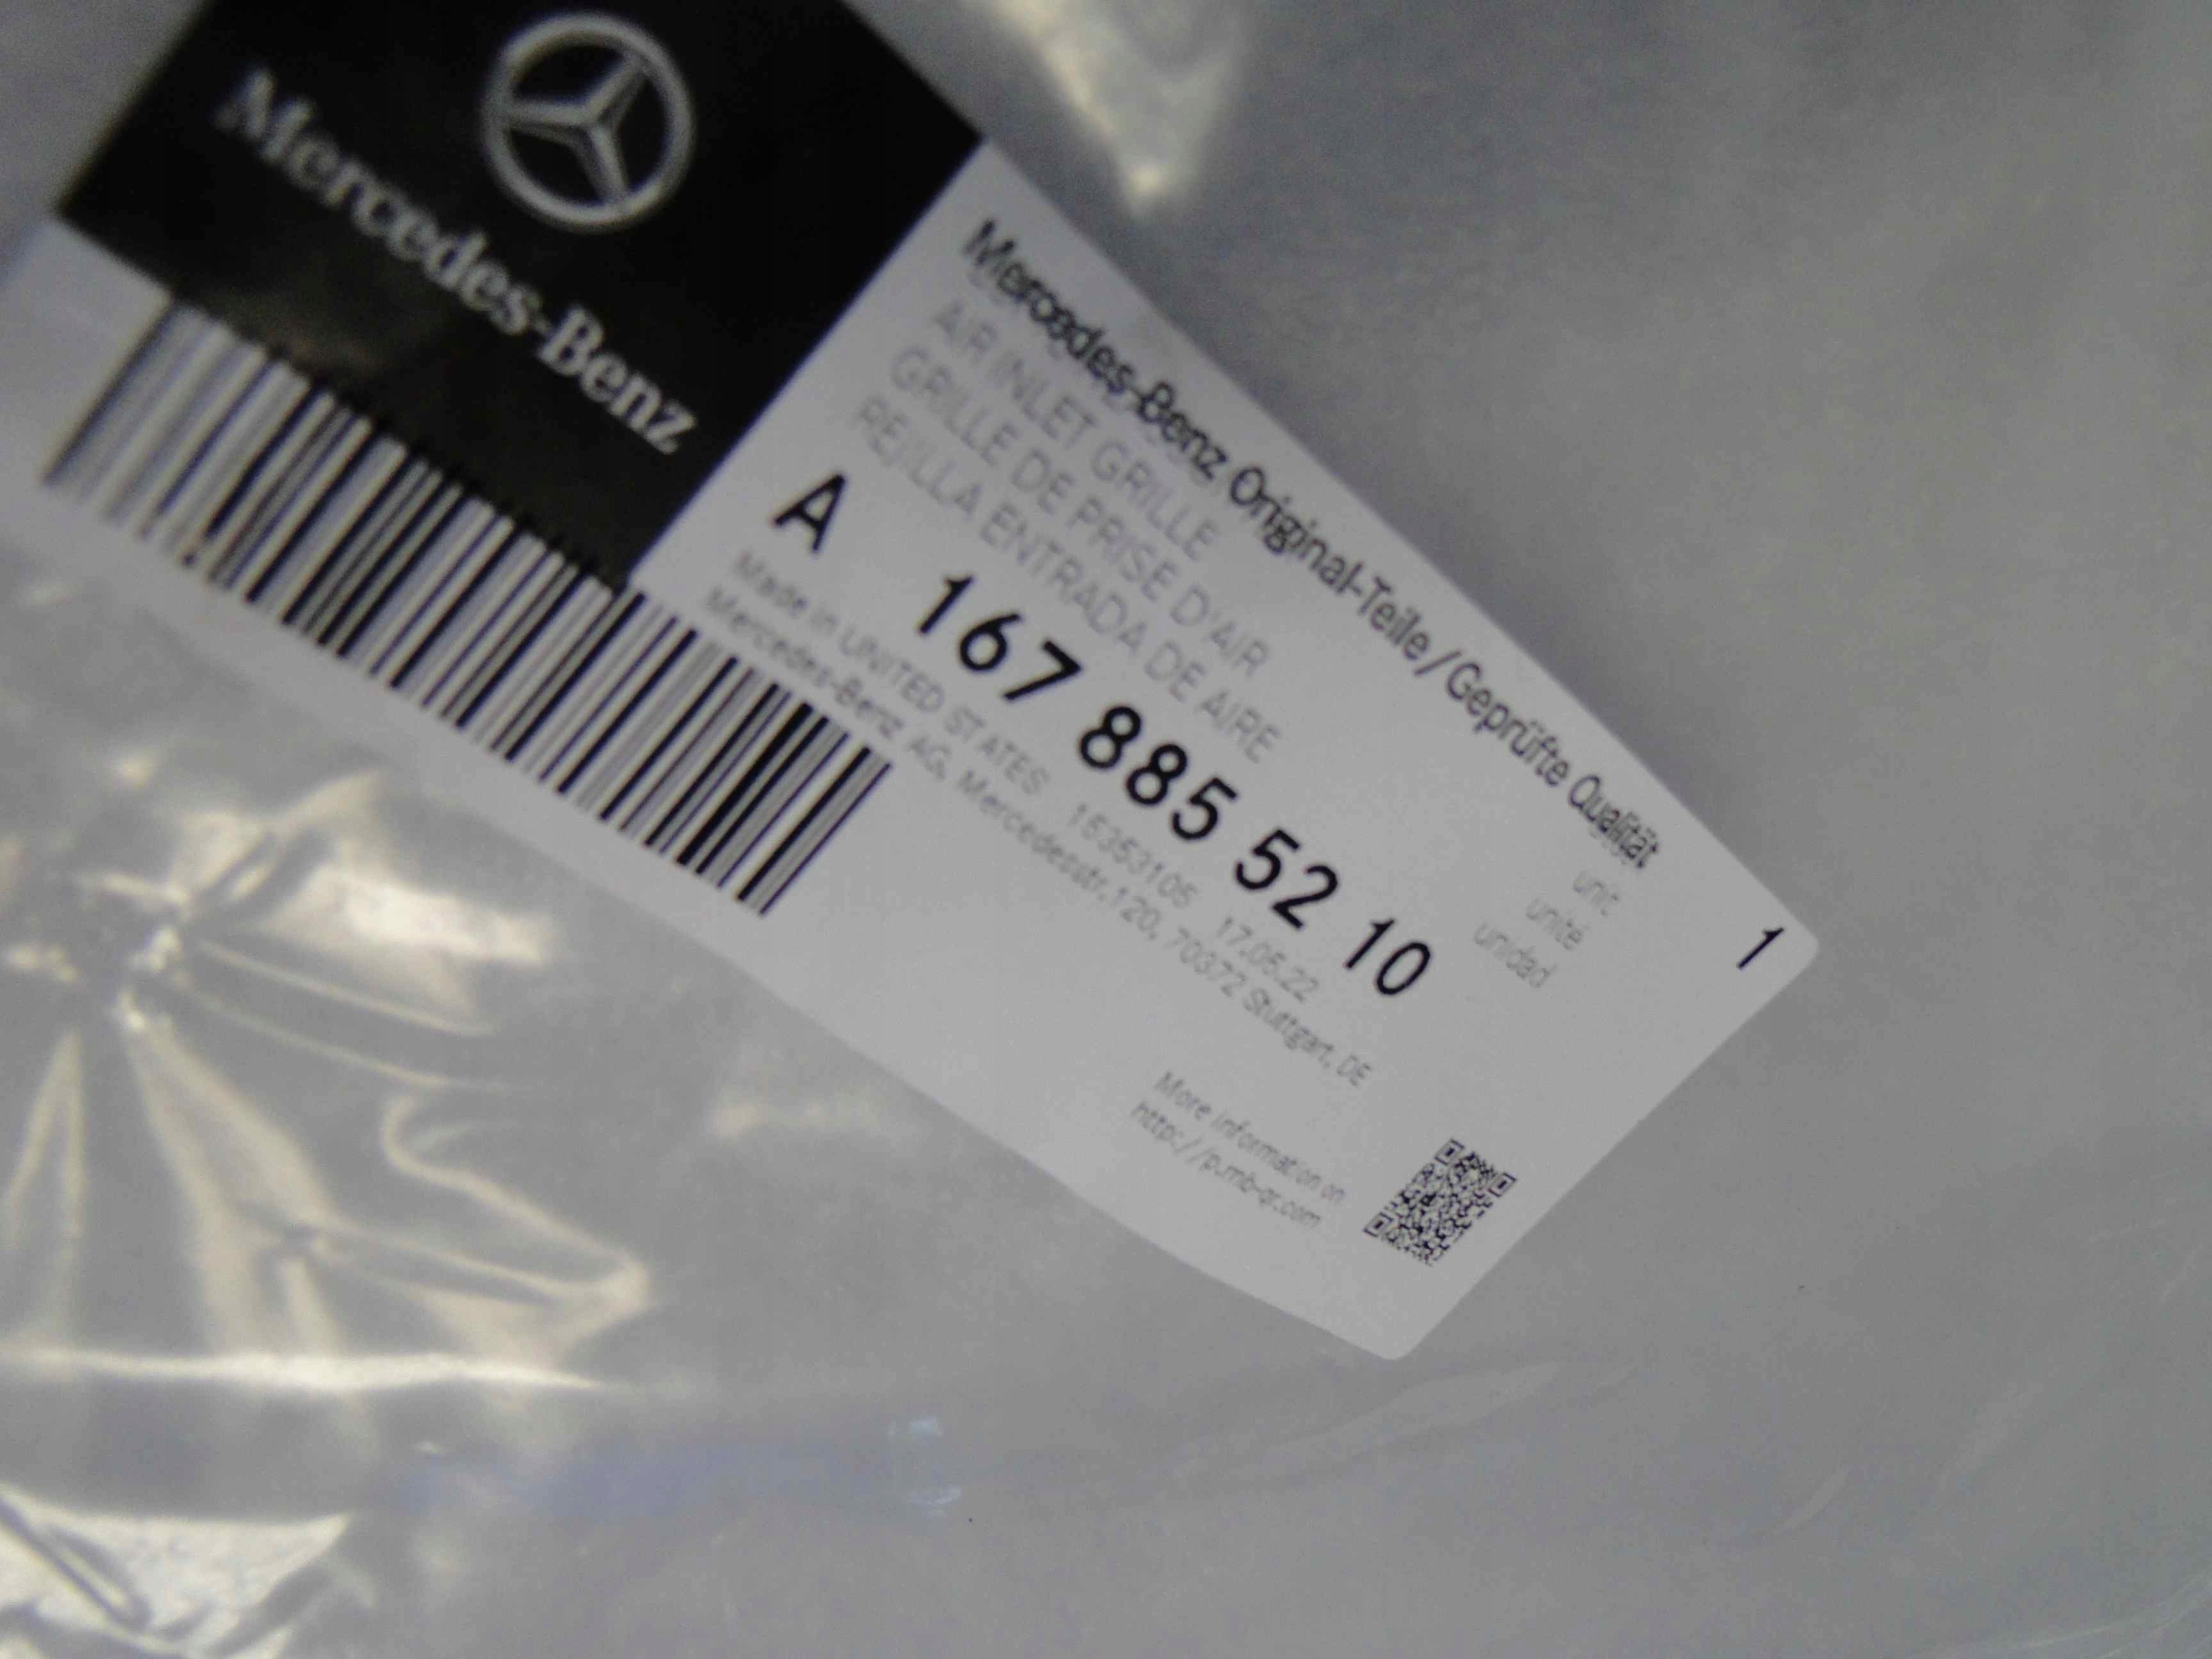 Mercedes-Benz
Mercedes-Benz Original-Teile/Geprüfte Qualität
AIR INLET GRILLE
GRILLE DE PRISE D'AIR
REJILLA ENTRADA DE AIRE
unit
unité
unidad
1
A 167 885 52 10
Made in UNITED STATES 15353105 17.05.22
Mercedes-Benz AG, Mercedesstr.120, 70372 Stuttgart, DE
More information on
http://p.mb-qr.com